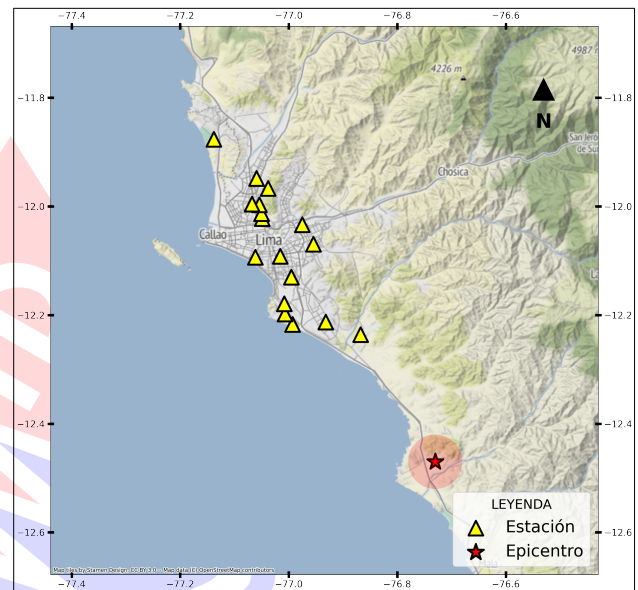 −77.4 −77.2 −77.0 −76.8 −76.6
4987 m
4226 m
−11.8 −11.8
N
San Jeró
de Su
Chosica
−12.0 −12.0
Callao Lima
−12.2 −12.2
−12.4 −12.4
LEYENDA
Estación
Epicentro
−12.6 −12.6
Map tiles by Stamen Design, CC BY 3.0 -- Map data (C) OpenStreetMap contributors
−77.4 −77.2 −77.0 −76.8 −76.6